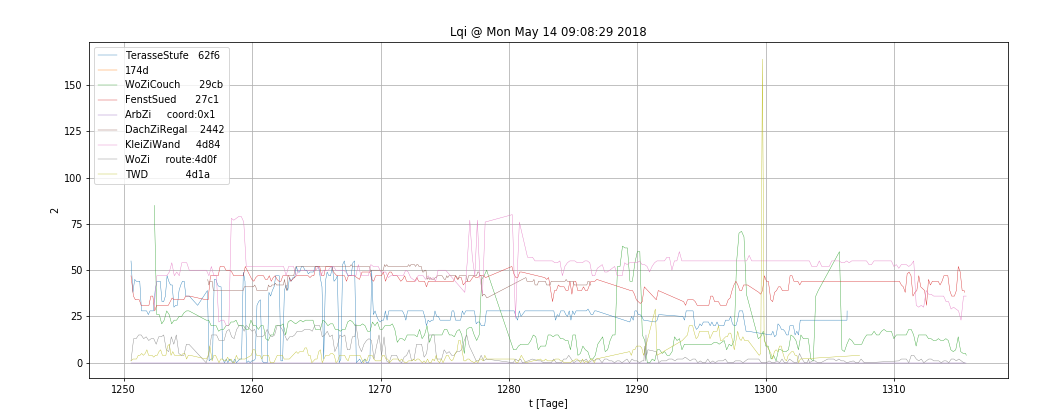 Lqi @ Mon May 14 09:08:29 2018
TerasseStufe 62f6
174d
WoZiCouch 29cb
FenstSued 27c1
ArbZi coord:0x1
DachZiRegal 2442
KleiZiWand 4d84
WoZi route:4d0f
TWD 4d1a
150
125
100
75
50
25
0
2
1250 1260 1270 1280 1290 1300 1310
t [Tage]